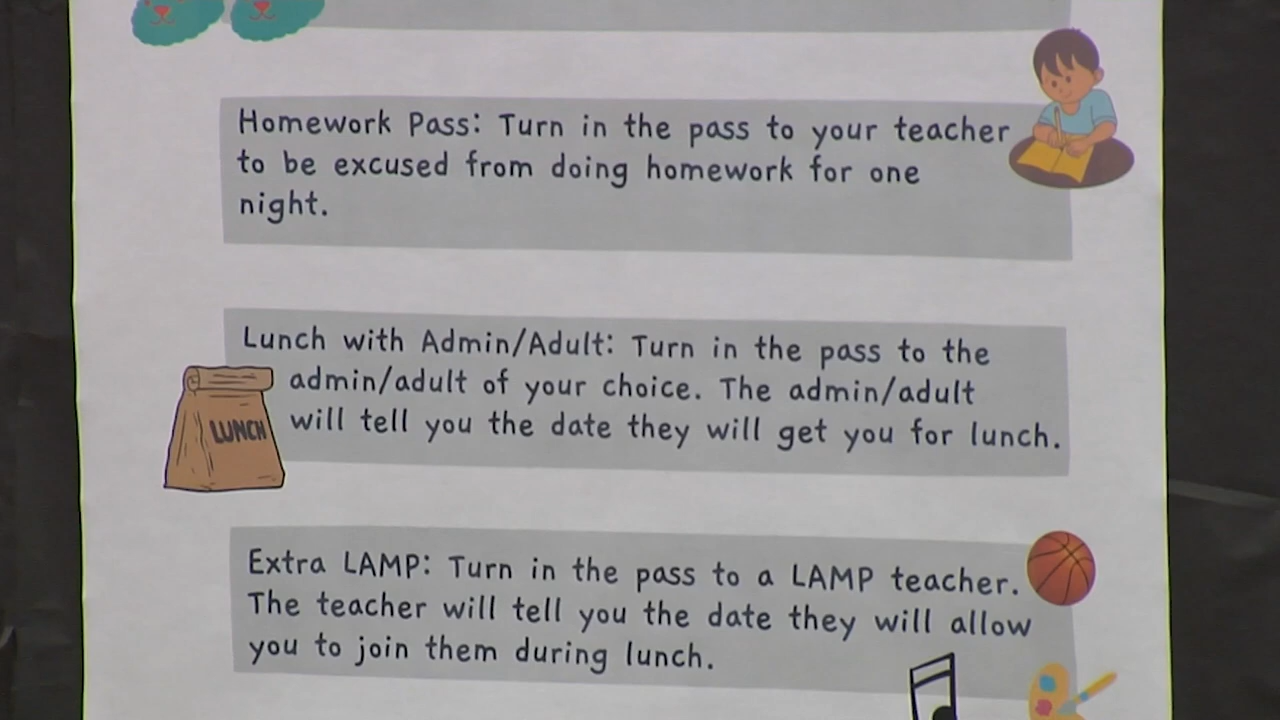 Homework Pass: Turn in the pass to your teacher
to be excused from doing homework for one
night.
Lunch with Admin/Adult: Turn in the pass to the
admin/adult of your choice. The admin/adult
will tell you the date they will get you for lunch.
LUNCH
Extra LAMP: Turn in the pass to a LAMP teacher.
The teacher will tell you the date they will allow
you to join them during lunch.